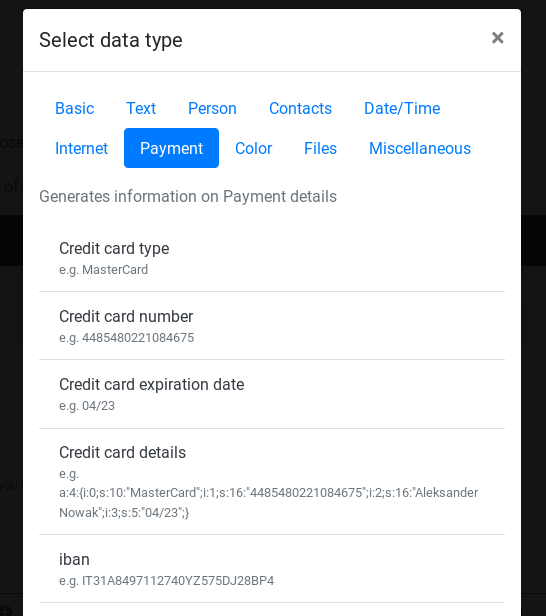 Select data type ×
Basic Text Person Contacts Date/Time
Internet Payment Color Files Miscellaneous
Generates information on Payment details
Credit card type
e.g. MasterCard
Credit card number
e.g. 4485480221084675
Credit card expiration date
e.g. 04/23
Credit card details
e.g.
a:4:{i:0;s:10:"MasterCard";i:1;s:16:"4485480221084675";i:2;s:16:"Aleksander
Nowak";i:3;s:5:"04/23";}
iban
e.g. IT31A8497112740YZ575DJ28BP4